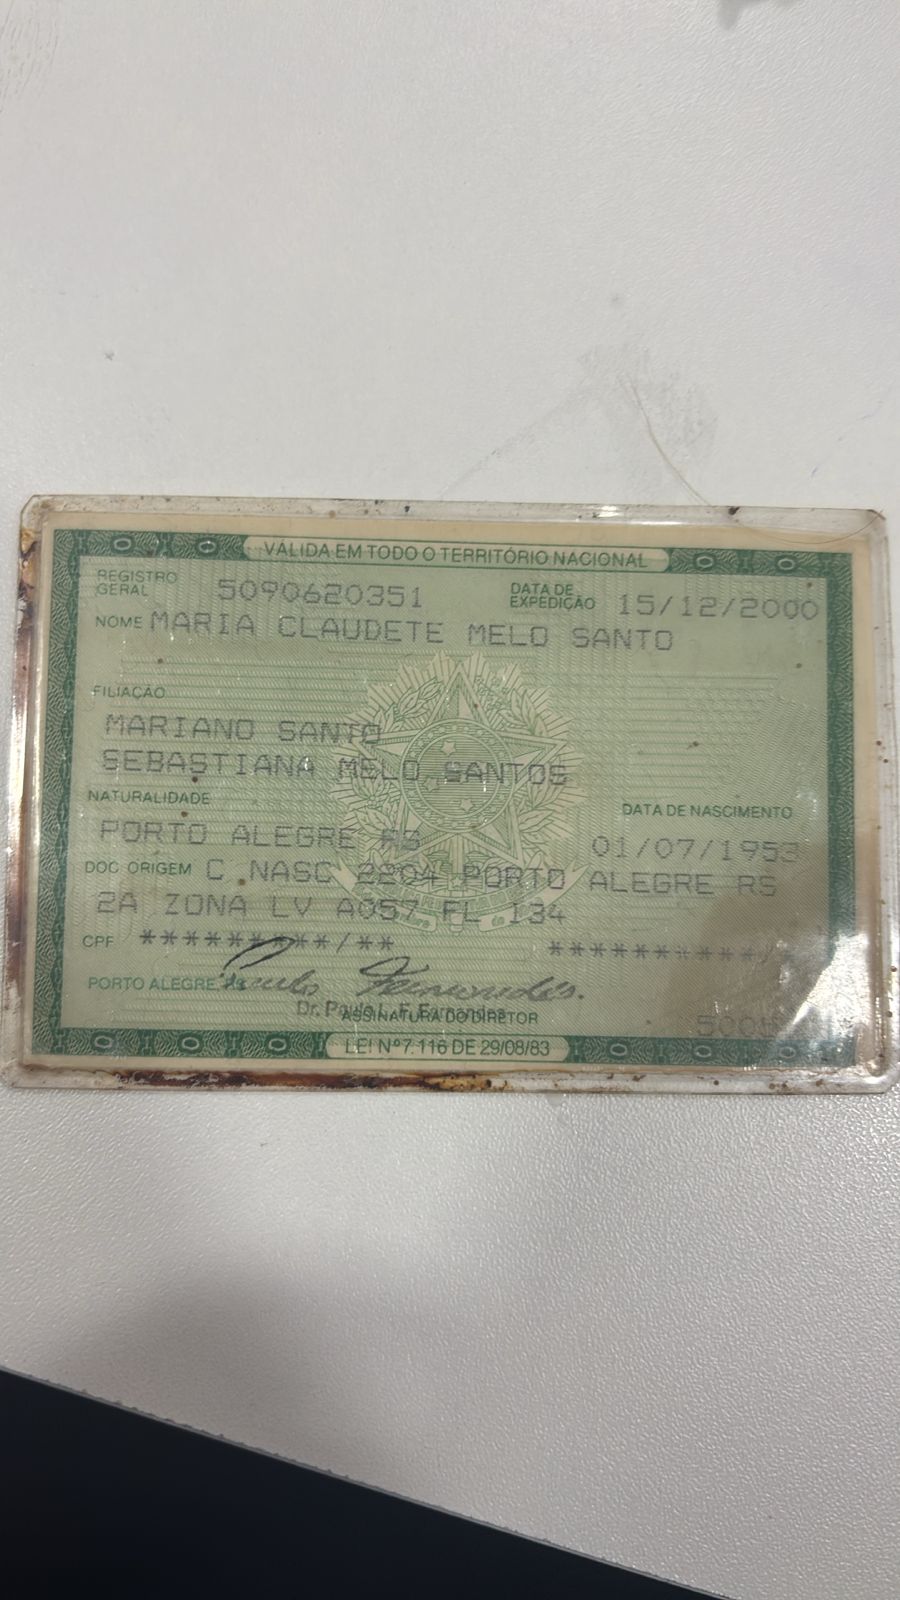 VÁLIDA EM TODO O TERRITÓRIO NACIONAL
REGISTRO GERAL 5090620351 DATA DE EXPEDIÇÃO 15/12/2000
NOME MARIA CLAUDETE MELO SANTO
FILIAÇÃO
MARIANO SANTO
SEBASTIANA MELO SANTOS
NATURALIDADE DATA DE NASCIMENTO
PORTO ALEGRE RS 01/07/1953
DOC ORIGEM C NASC 2204 PORTO ALEGRE RS
2A ZONA LV A057 FL 134
CPF *********/** 
PORTO ALEGRE, RS Paulo Fernandes.
Dr. Paulo L. F. Fernandes
ASSINATURA DO DIRETOR
LEI Nº 7.116 DE 29/08/83